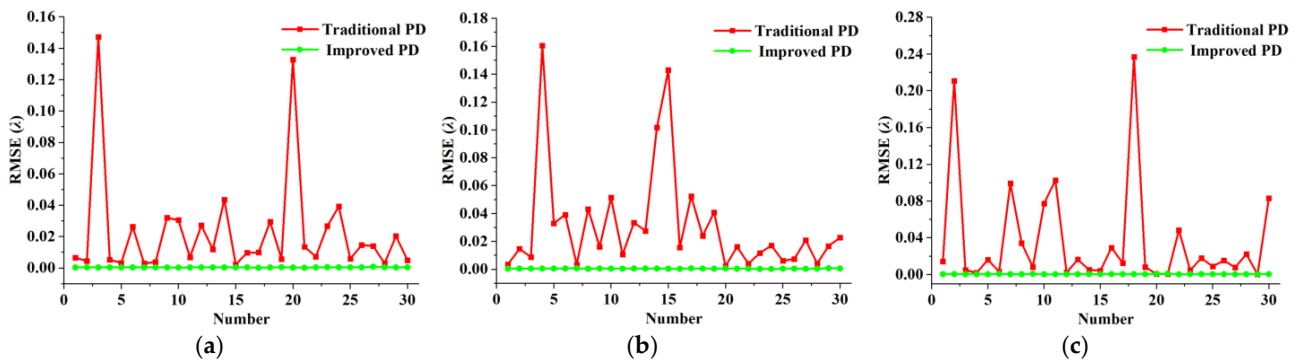 Traditional PD
Improved PD
RMSE (λ)
0.16
0.14
0.12
0.10
0.08
0.06
0.04
0.02
0.00
0 5 10 15 20 25 30
Number
(a)
Traditional PD
Improved PD
RMSE (λ)
0.18
0.16
0.14
0.12
0.10
0.08
0.06
0.04
0.02
0.00
0 5 10 15 20 25 30
Number
(b)
Traditional PD
Improved PD
RMSE (λ)
0.28
0.24
0.20
0.16
0.12
0.08
0.04
0.00
0 5 10 15 20 25 30
Number
(c)